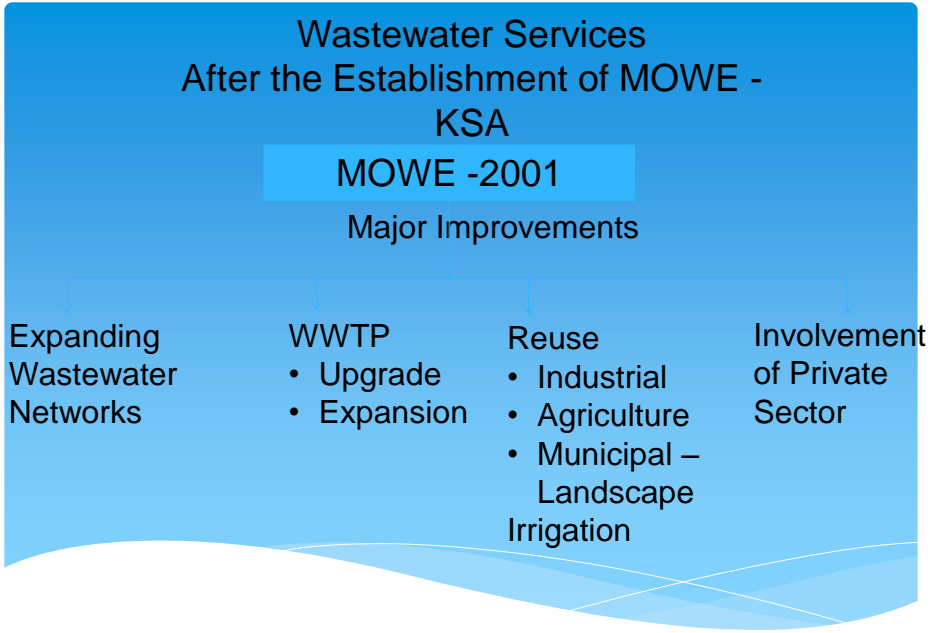 Wastewater Services
After the Establishment of MOWE -
KSA
MOWE -2001
Major Improvements
Expanding
Wastewater
Networks
WWTP
• Upgrade
• Expansion
Reuse
• Industrial
• Agriculture
• Municipal –
Landscape
Irrigation
Involvement
of Private
Sector